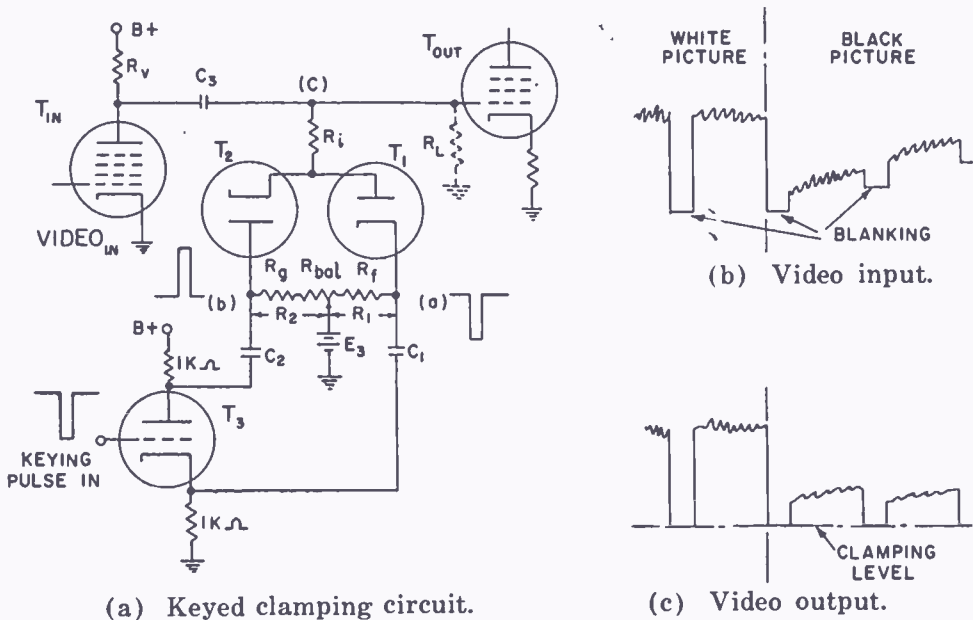 B+
R_v
C_3
(C)
T_OUT
T_IN
R_i
T_2
T_1
R_L
VIDEO_IN
R_g R_bal R_f
(b)
(a)
R_2
R_1
B+
E_3
C_2
C_1
1K Ω
T_3
KEYING
PULSE IN
1K Ω
(a) Keyed clamping circuit.
WHITE
PICTURE
BLACK
PICTURE
BLANKING
(b) Video input.
CLAMPING
LEVEL
(c) Video output.